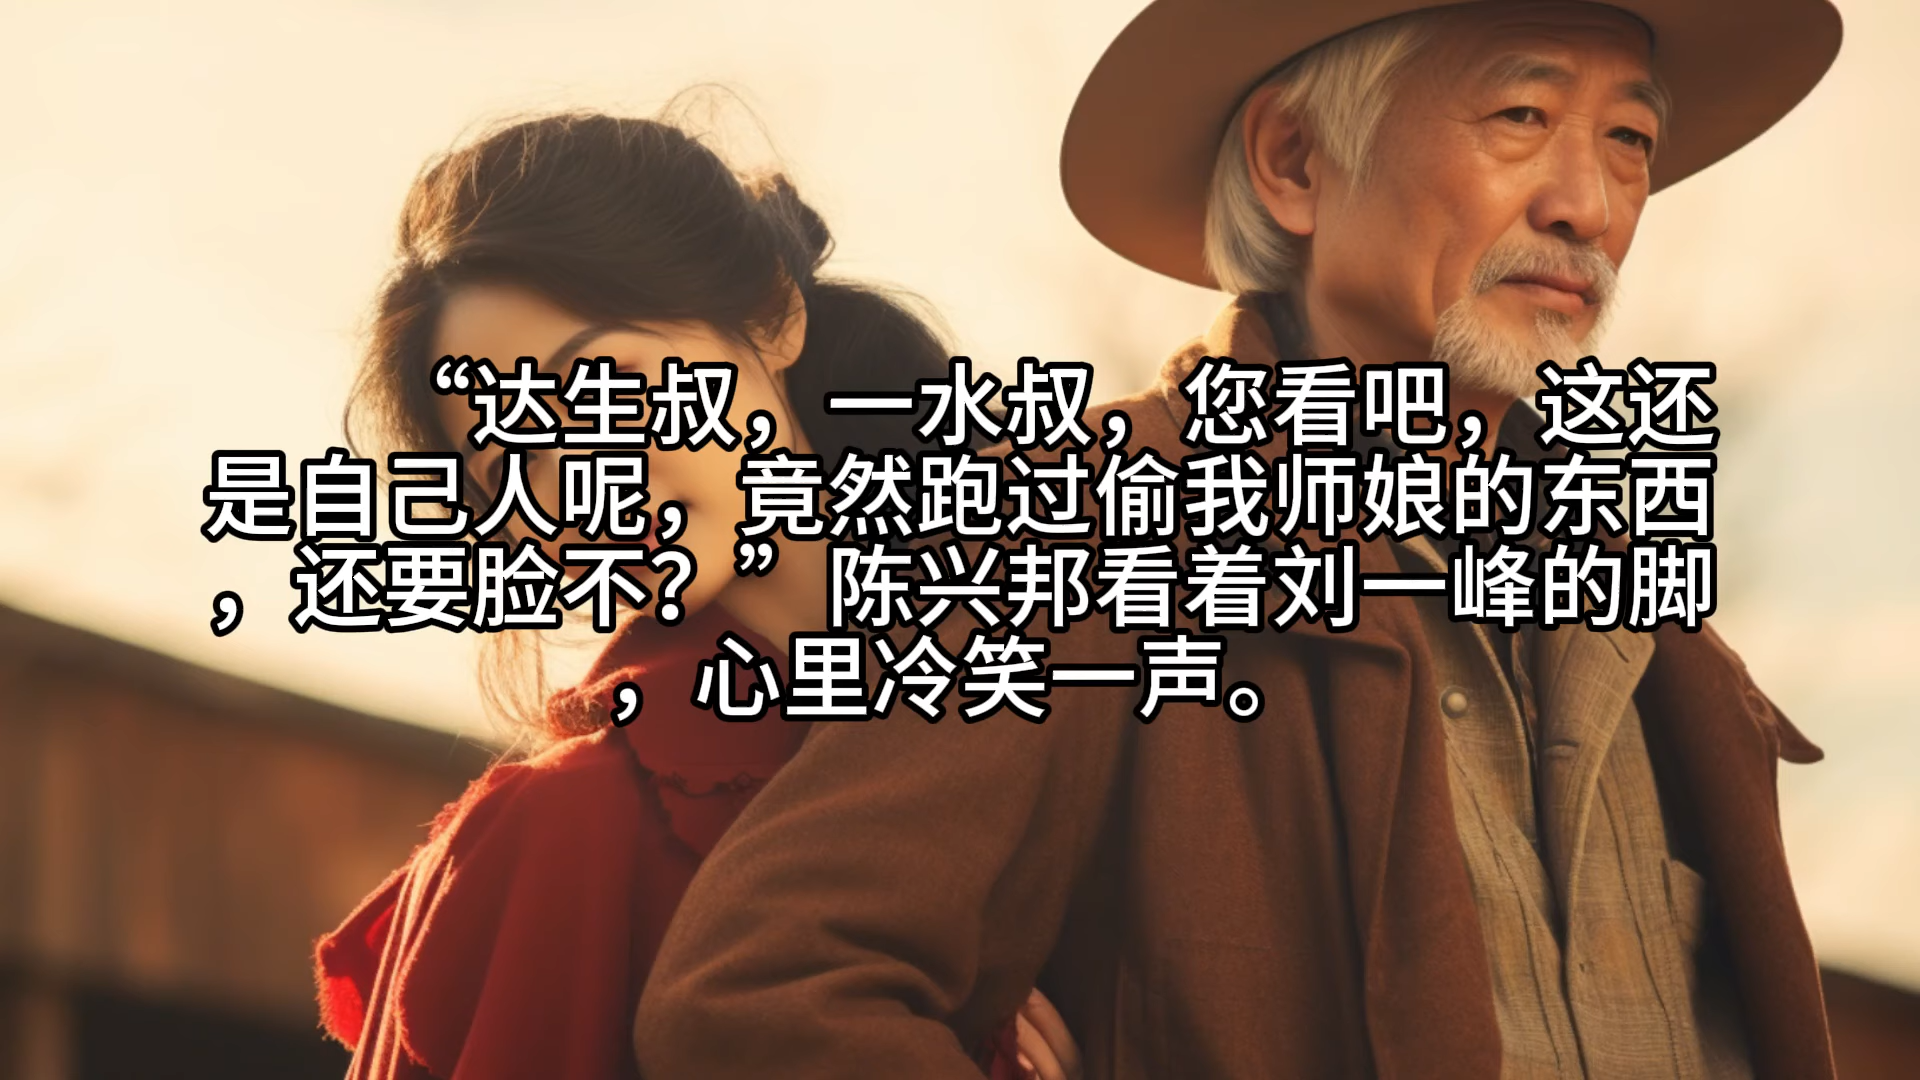 “达生叔，一水叔，您看吧，这还
是自己人呢，竟然跑过偷我师娘的东西
，还要脸不？”陈兴邦看着刘一峰的脚
，心里冷笑一声。